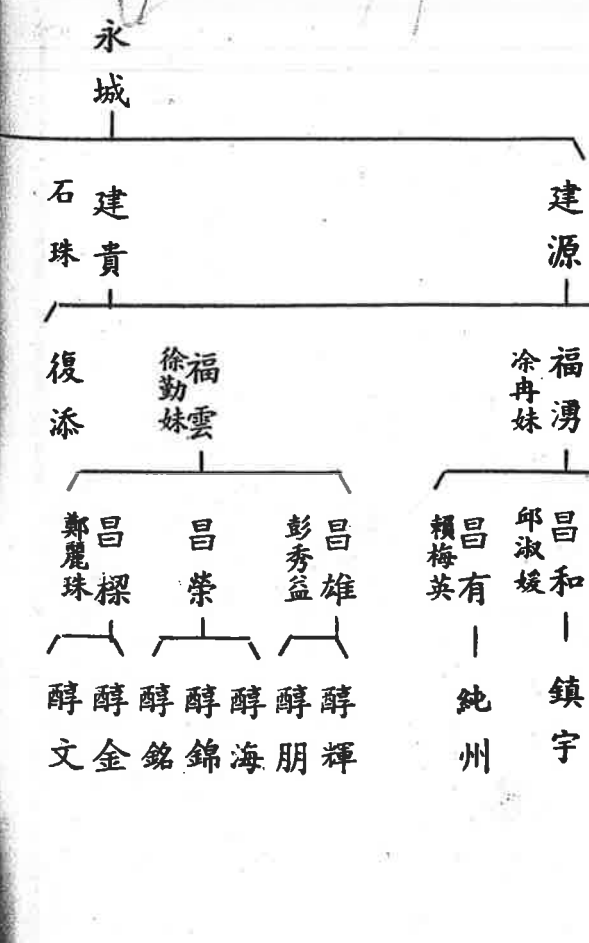 永城
建源
建貴
石珠
福湧
凃冉妹
福雲
徐勤妹
復添
昌和
邱淑媛
昌有
賴梅英
昌雄
彭秀益
昌榮
昌樑
鄭麗珠
鎮宇
純州
醇輝
醇朋
醇海
醇錦
醇銘
醇金
醇文